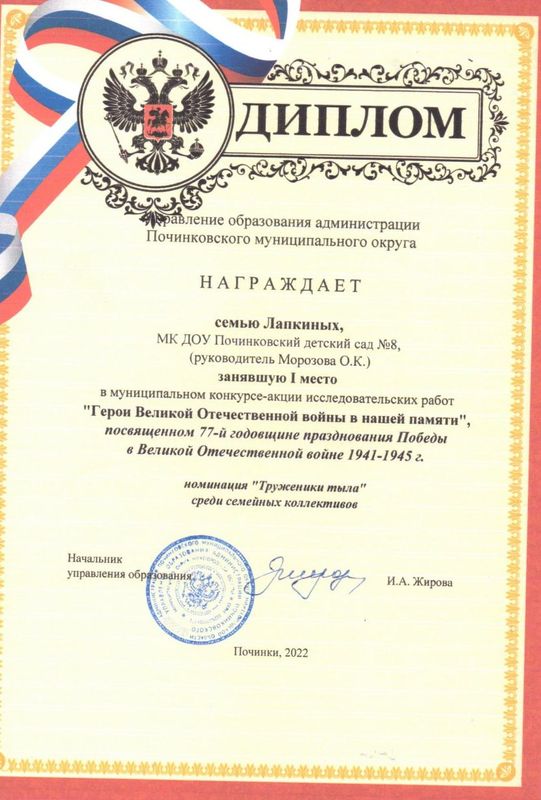 ДИПЛОМ
Управление образования администрации
Починковского муниципального округа
НАГРАЖДАЕТ
семью Лапкиных,
МК ДОУ Починковский детский сад №8,
(руководитель Морозова О.К.)
занявшую I место
в муниципальном конкурсе-акции исследовательских работ
"Герои Великой Отечественной войны в нашей памяти",
посвященном 77-й годовщине празднования Победы
в Великой Отечественной войне 1941-1945 г.
номинация "Труженики тыла"
среди семейных коллективов
Начальник
управления образования
И.А. Жирова
Починки, 2022